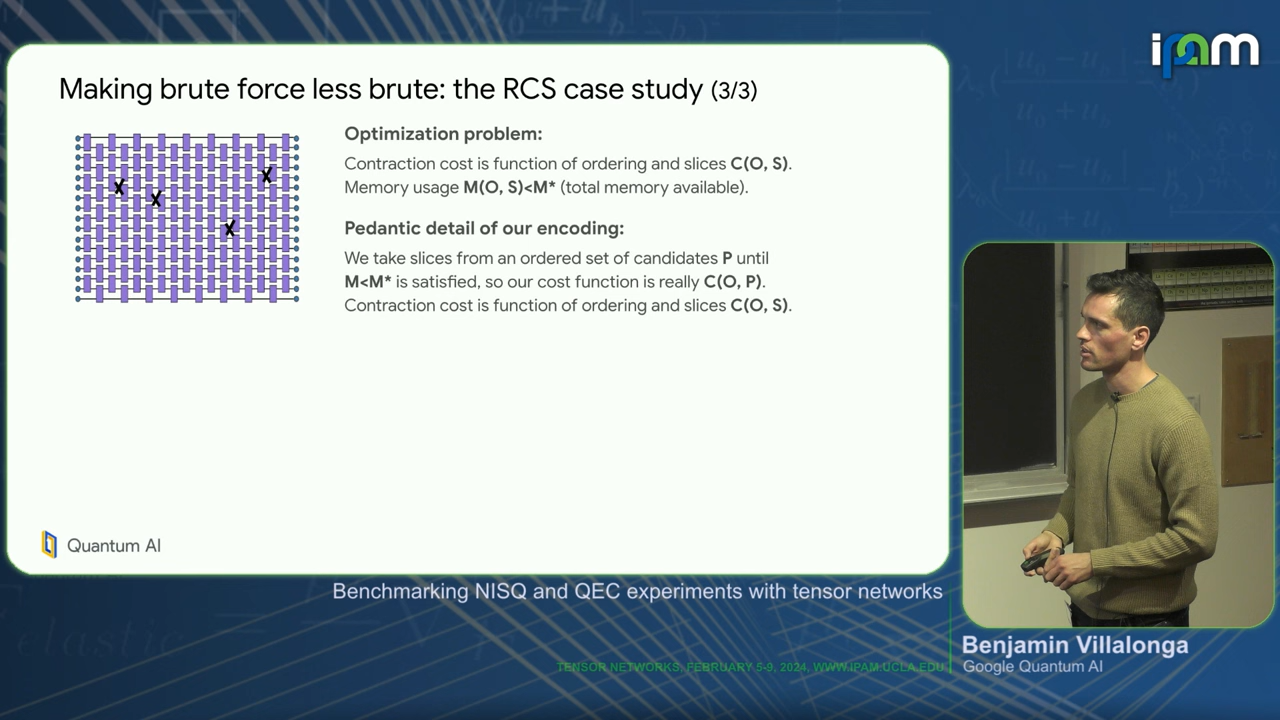 ipam
Making brute force less brute: the RCS case study (3/3)
Optimization problem:
Contraction cost is function of ordering and slices C(O, S).
Memory usage M(O, S)<M* (total memory available).
Pedantic detail of our encoding:
We take slices from an ordered set of candidates P until
M<M* is satisfied, so our cost function is really C(O, P).
Contraction cost is function of ordering and slices C(O, S).
Quantum AI
Benchmarking NISQ and QEC experiments with tensor networks
Benjamin Villalonga
Google Quantum AI
TENSOR NETWORKS, FEBRUARY 5-9, 2024, WWW.IPAM.UCLA.EDU
elastic